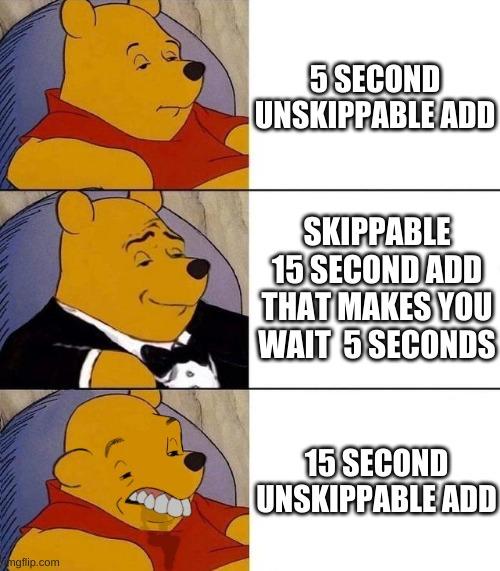 5 SECOND
UNSKIPPABLE ADD
SKIPPABLE
15 SECOND ADD
THAT MAKES YOU
WAIT 5 SECONDS
15 SECOND
UNSKIPPABLE ADD
imgflip.com